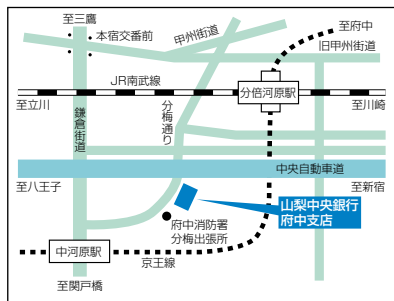 至三鷹
本宿交番前
甲州街道
至府中
旧甲州街道
JR南武線
分倍河原駅
至立川
鎌倉街道
分梅通り
至川崎
中央自動車道
至八王子
至新宿
山梨中央銀行
府中支店
府中消防署
分梅出張所
中河原駅
京王線
至関戸橋